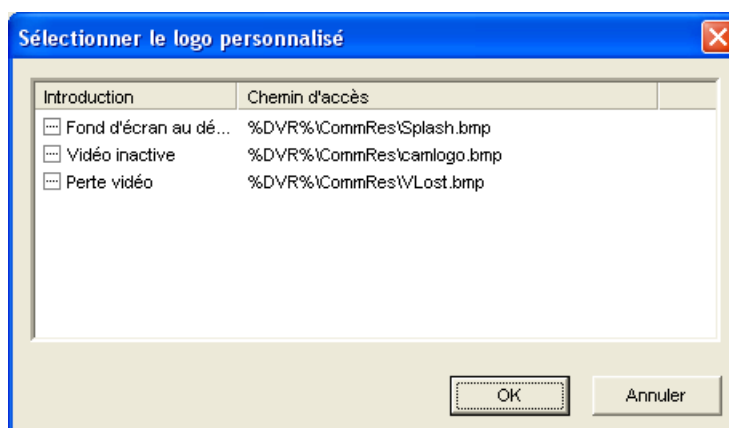 Sélectionner le logo personnalisé
Introduction Chemin d'accès
Fond d'écran au dé... %DVR%\CommRes\Splash.bmp
Vidéo inactive %DVR%\CommRes\camlogo.bmp
Perte vidéo %DVR%\CommRes\VLost.bmp
OK Annuler